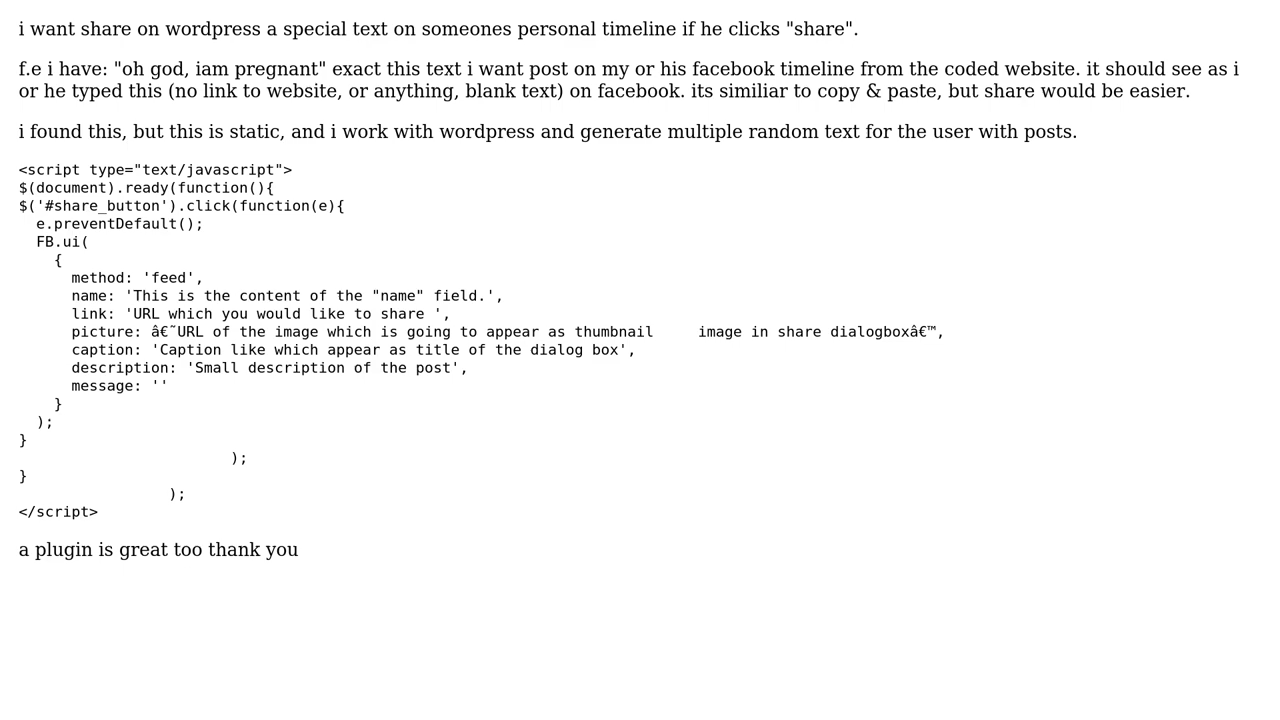 i want share on wordpress a special text on someones personal timeline if he clicks "share".
f.e i have: "oh god, iam pregnant" exact this text i want post on my or his facebook timeline from the coded website. it should see as i
or he typed this (no link to website, or anything, blank text) on facebook. its similiar to copy & paste, but share would be easier.
i found this, but this is static, and i work with wordpress and generate multiple random text for the user with posts.
<script type="text/javascript">
$(document).ready(function(){
$('#share_button').click(function(e){
  e.preventDefault();
  FB.ui(
    {
      method: 'feed',
      name: 'This is the content of the "name" field.',
      link: 'URL which you would like to share ',
      picture: â€˜URL of the image which is going to appear as thumbnail     image in share dialogboxâ€™,
      caption: 'Caption like which appear as title of the dialog box',
      description: 'Small description of the post',
      message: ''
    }
  );
}
                        );
}
                 );
</script>
a plugin is great too thank you